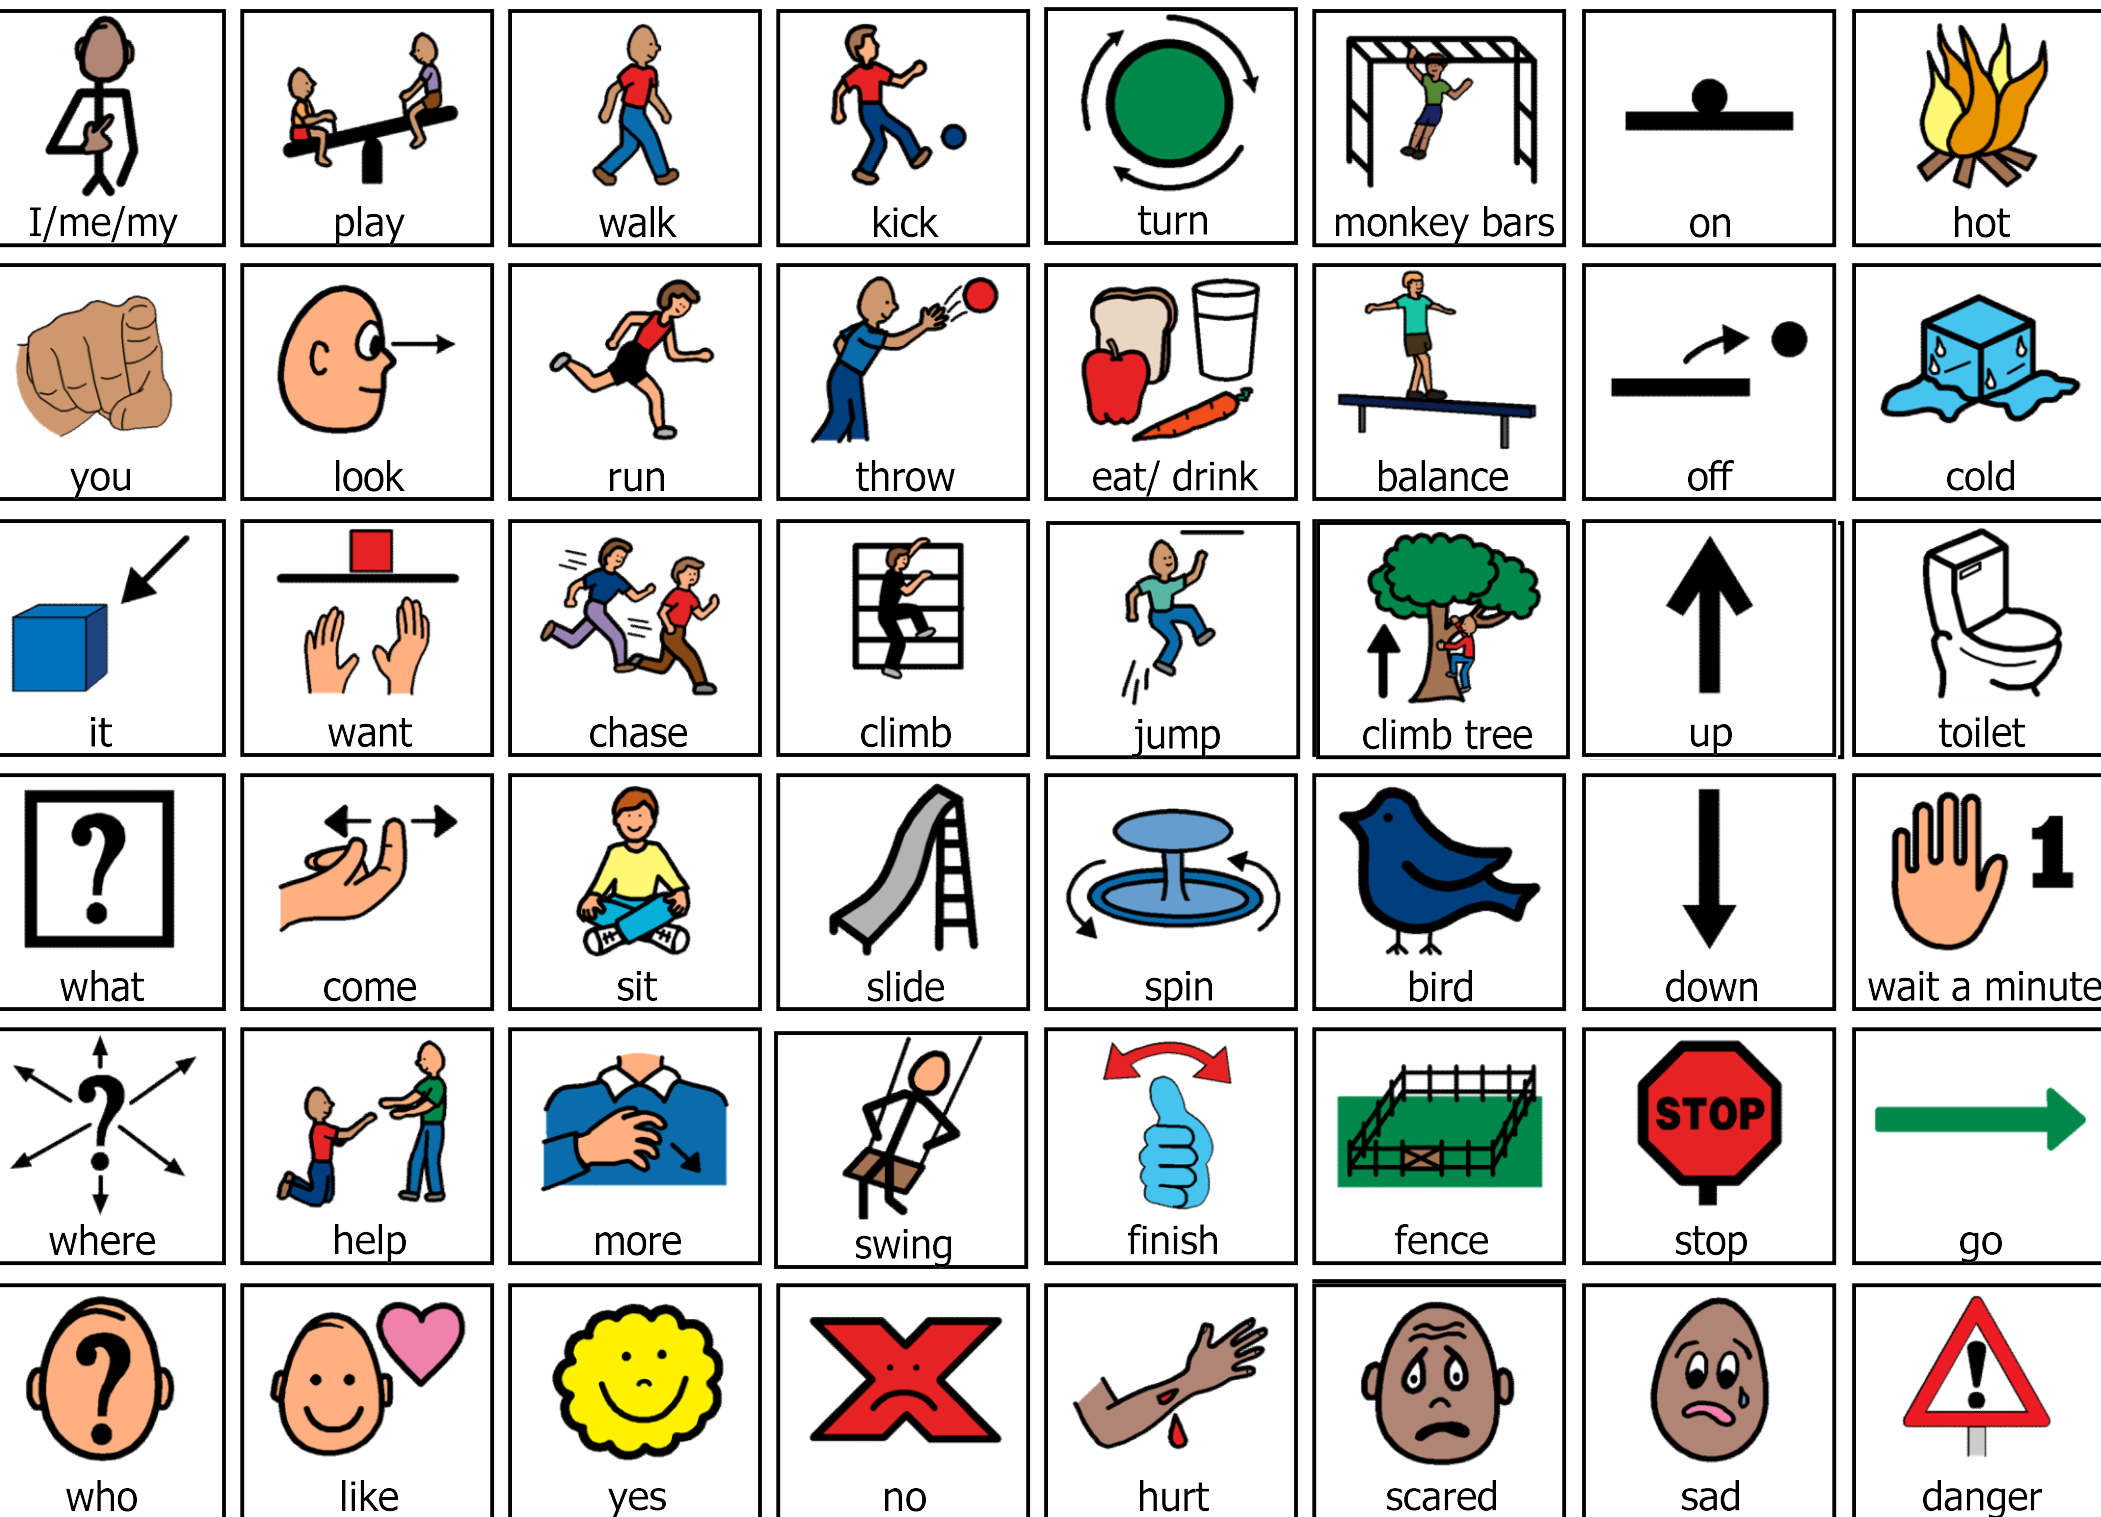 I/me/my
play
walk
kick
turn
monkey bars
on
hot
you
look
run
throw
eat/ drink
balance
off
cold
it
want
chase
climb
jump
climb tree
up
toilet
?
1
what
come
sit
slide
spin
bird
down
wait a minute
?
STOP
where
help
more
swing
finish
fence
stop
go
?
!
who
like
yes
no
hurt
scared
sad
danger